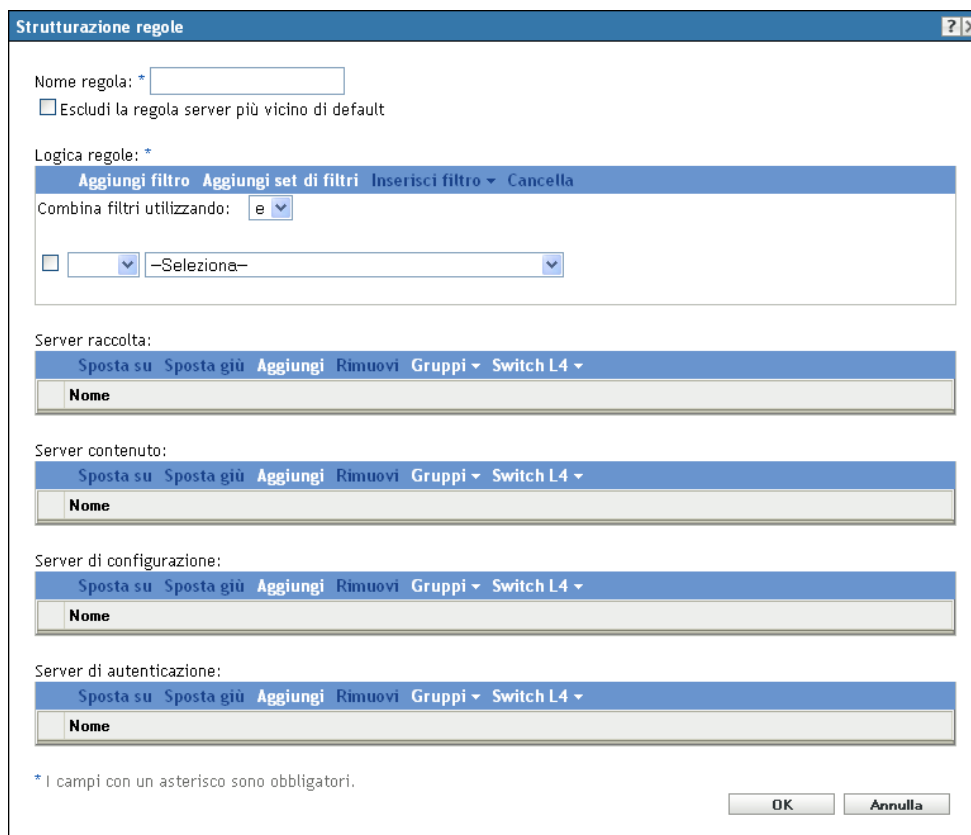 Strutturazione regole ? X
Nome regola: *
Escludi la regola server più vicino di default
Logica regole: *
Aggiungi filtro Aggiungi set di filtri Inserisci filtro Cancella
Combina filtri utilizzando: e
–Seleziona–
Server raccolta:
Sposta su Sposta giù Aggiungi Rimuovi Gruppi Switch L4
Nome
Server contenuto:
Sposta su Sposta giù Aggiungi Rimuovi Gruppi Switch L4
Nome
Server di configurazione:
Sposta su Sposta giù Aggiungi Rimuovi Gruppi Switch L4
Nome
Server di autenticazione:
Sposta su Sposta giù Aggiungi Rimuovi Gruppi Switch L4
Nome
* I campi con un asterisco sono obbligatori.
OK Annulla